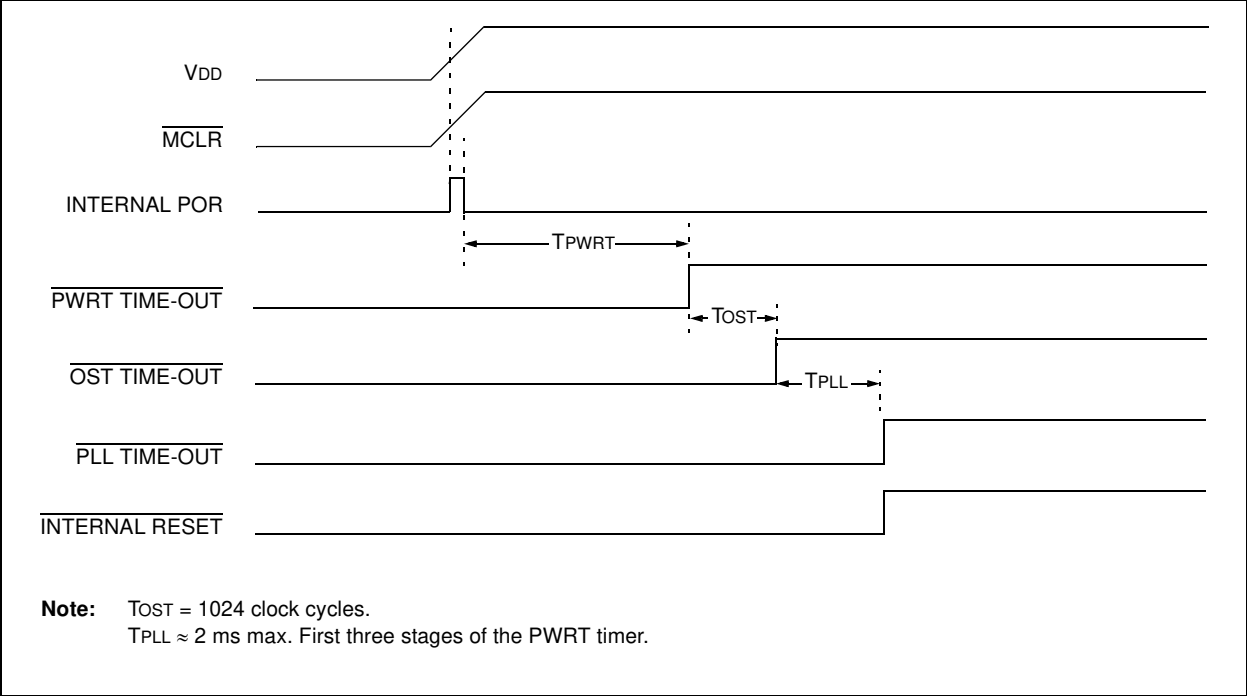 VDD
MCLR
INTERNAL POR
TPWRT
PWRT TIME-OUT
TOST
OST TIME-OUT
TPLL
PLL TIME-OUT
INTERNAL RESET
Note: TOST = 1024 clock cycles.
TPLL ≈ 2 ms max. First three stages of the PWRT timer.